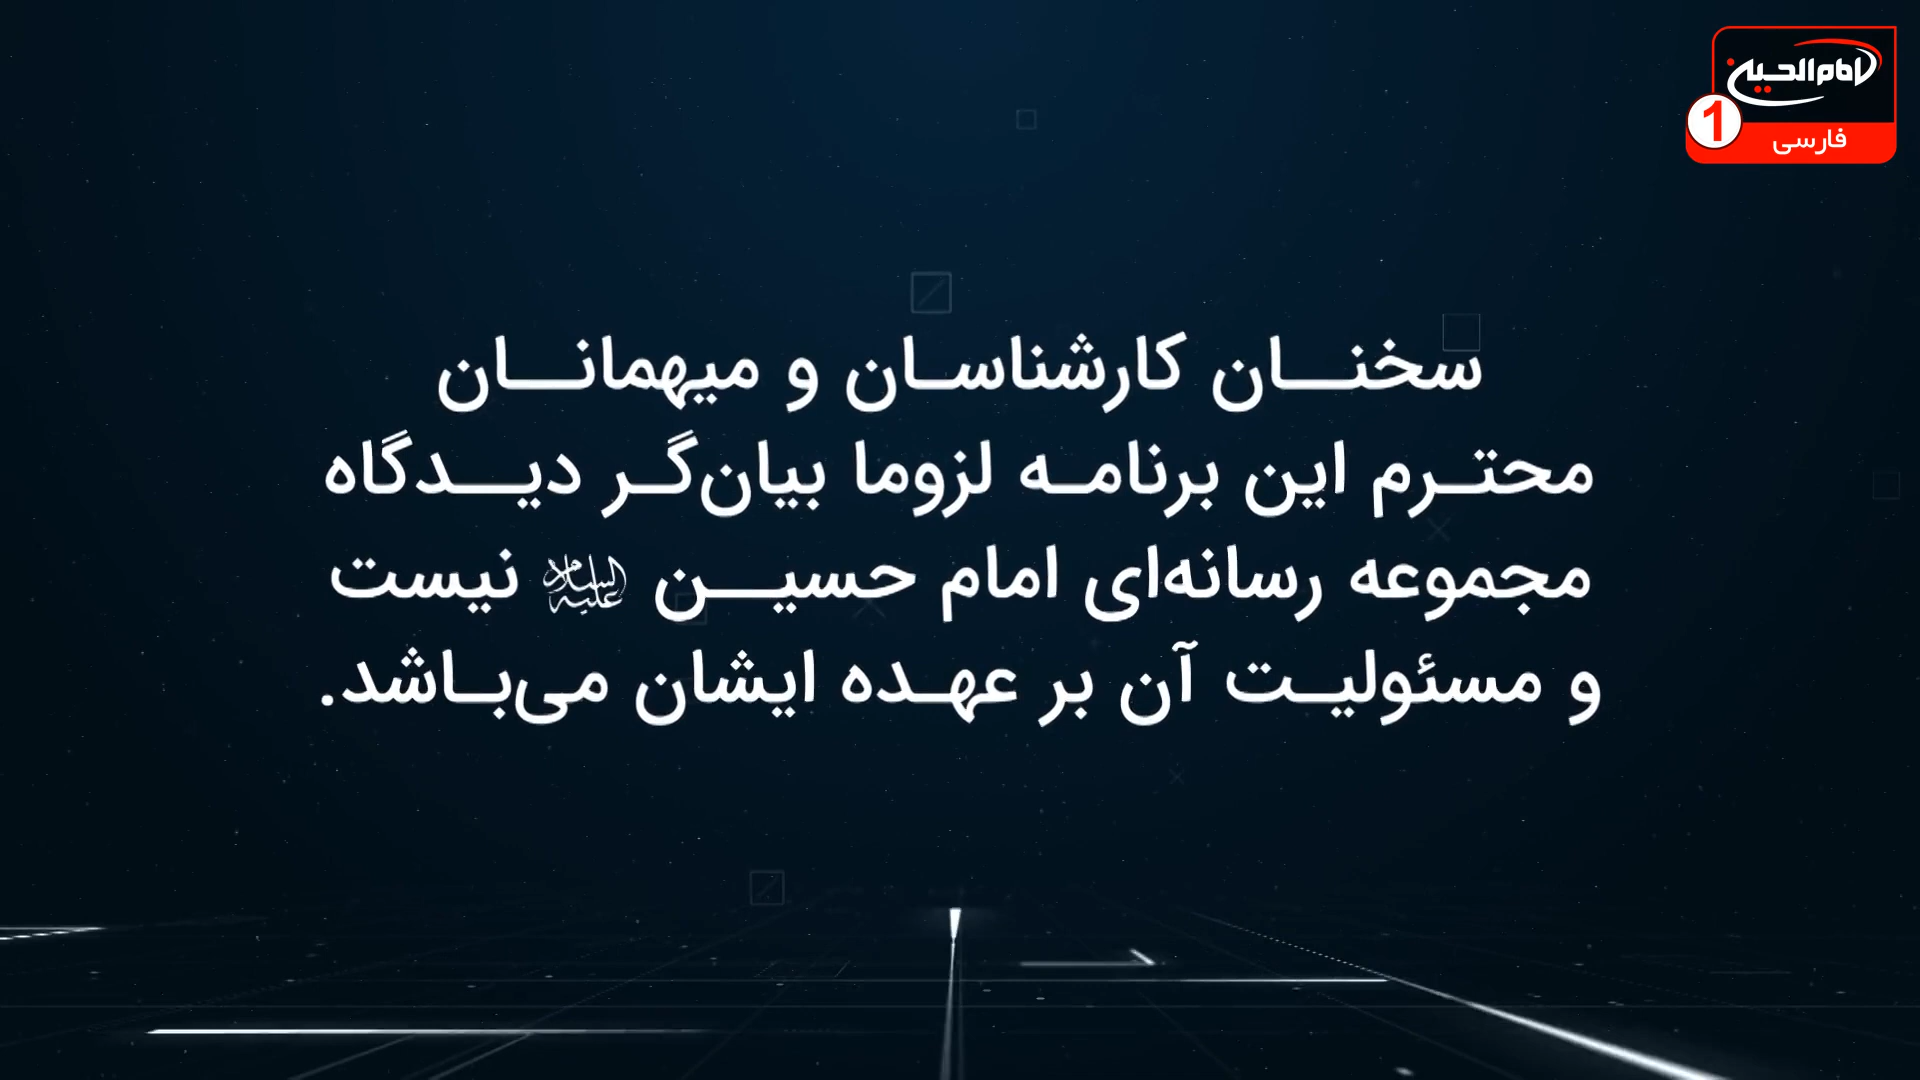 امام الحسین
1
فارسی
سخنان کارشناسان و میهمانان
محترم این برنامه لزوما بیان‌گر دیدگاه
مجموعه رسانه‌ای امام حسین علیه السلام نیست
و مسئولیت آن بر عهده ایشان می‌باشد.